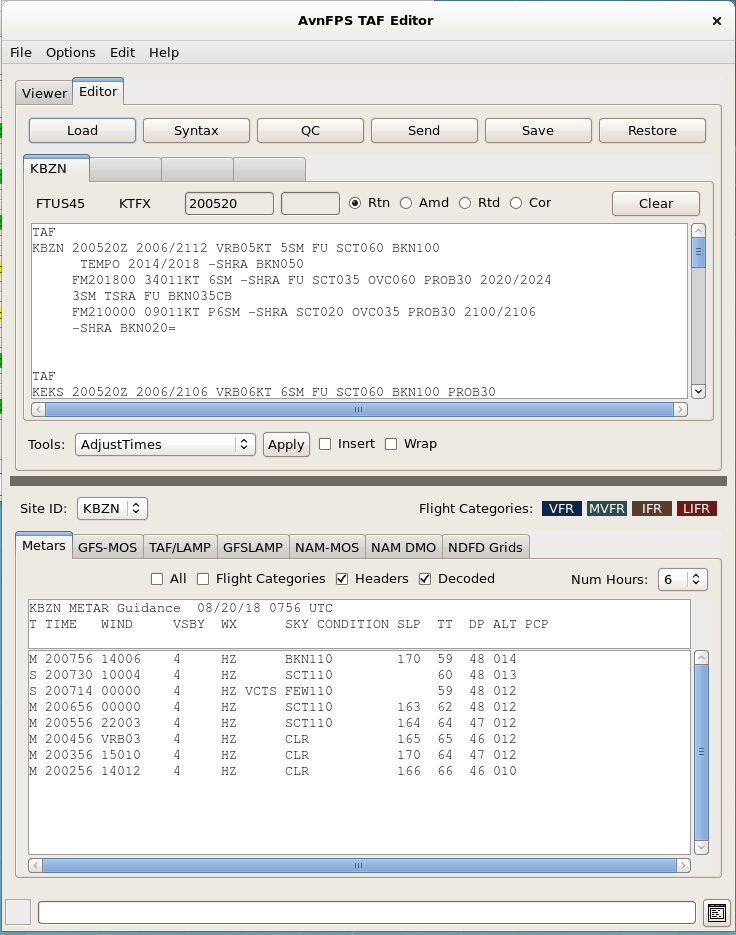 AvnFPS TAF Editor
File Options Edit Help
Viewer Editor
Load Syntax QC Send Save Restore
KBZN
FTUS45 KTFX 200520 Rtn Amd Rtd Cor Clear
TAF
KBZN 200520Z 2006/2112 VRB05KT 5SM FU SCT060 BKN100
TEMPO 2014/2018 -SHRA BKN050
FM201800 34011KT 6SM -SHRA FU SCT035 OVC060 PROB30 2020/2024
3SM TSRA FU BKN035CB
FM210000 09011KT P6SM -SHRA SCT020 OVC035 PROB30 2100/2106
-SHRA BKN020=
TAF
KEKS 200520Z 2006/2106 VRB06KT 6SM FU SCT060 BKN100 PROB30
Tools: AdjustTimes Apply Insert Wrap
Site ID: KBZN Flight Categories: VFR MVFR IFR LIFR
Metars GFS-MOS TAF/LAMP GFSLAMP NAM-MOS NAM DMO NDFD Grids
All Flight Categories Headers Decoded Num Hours: 6
KBZN METAR Guidance 08/20/18 0756 UTC
T TIME WIND VSBY WX SKY CONDITION SLP TT DP ALT PCP
M 200756 14006 4 HZ BKN110 170 59 48 014
S 200730 10004 4 HZ SCT110 60 48 013
S 200714 00000 4 HZ VCTS FEW110 59 48 012
M 200656 00000 4 HZ SCT110 163 62 48 012
M 200556 22003 4 HZ SCT110 164 64 47 012
M 200456 VRB03 4 HZ CLR 165 65 46 012
M 200356 15010 4 HZ CLR 170 64 47 012
M 200256 14012 4 HZ CLR 166 66 46 010